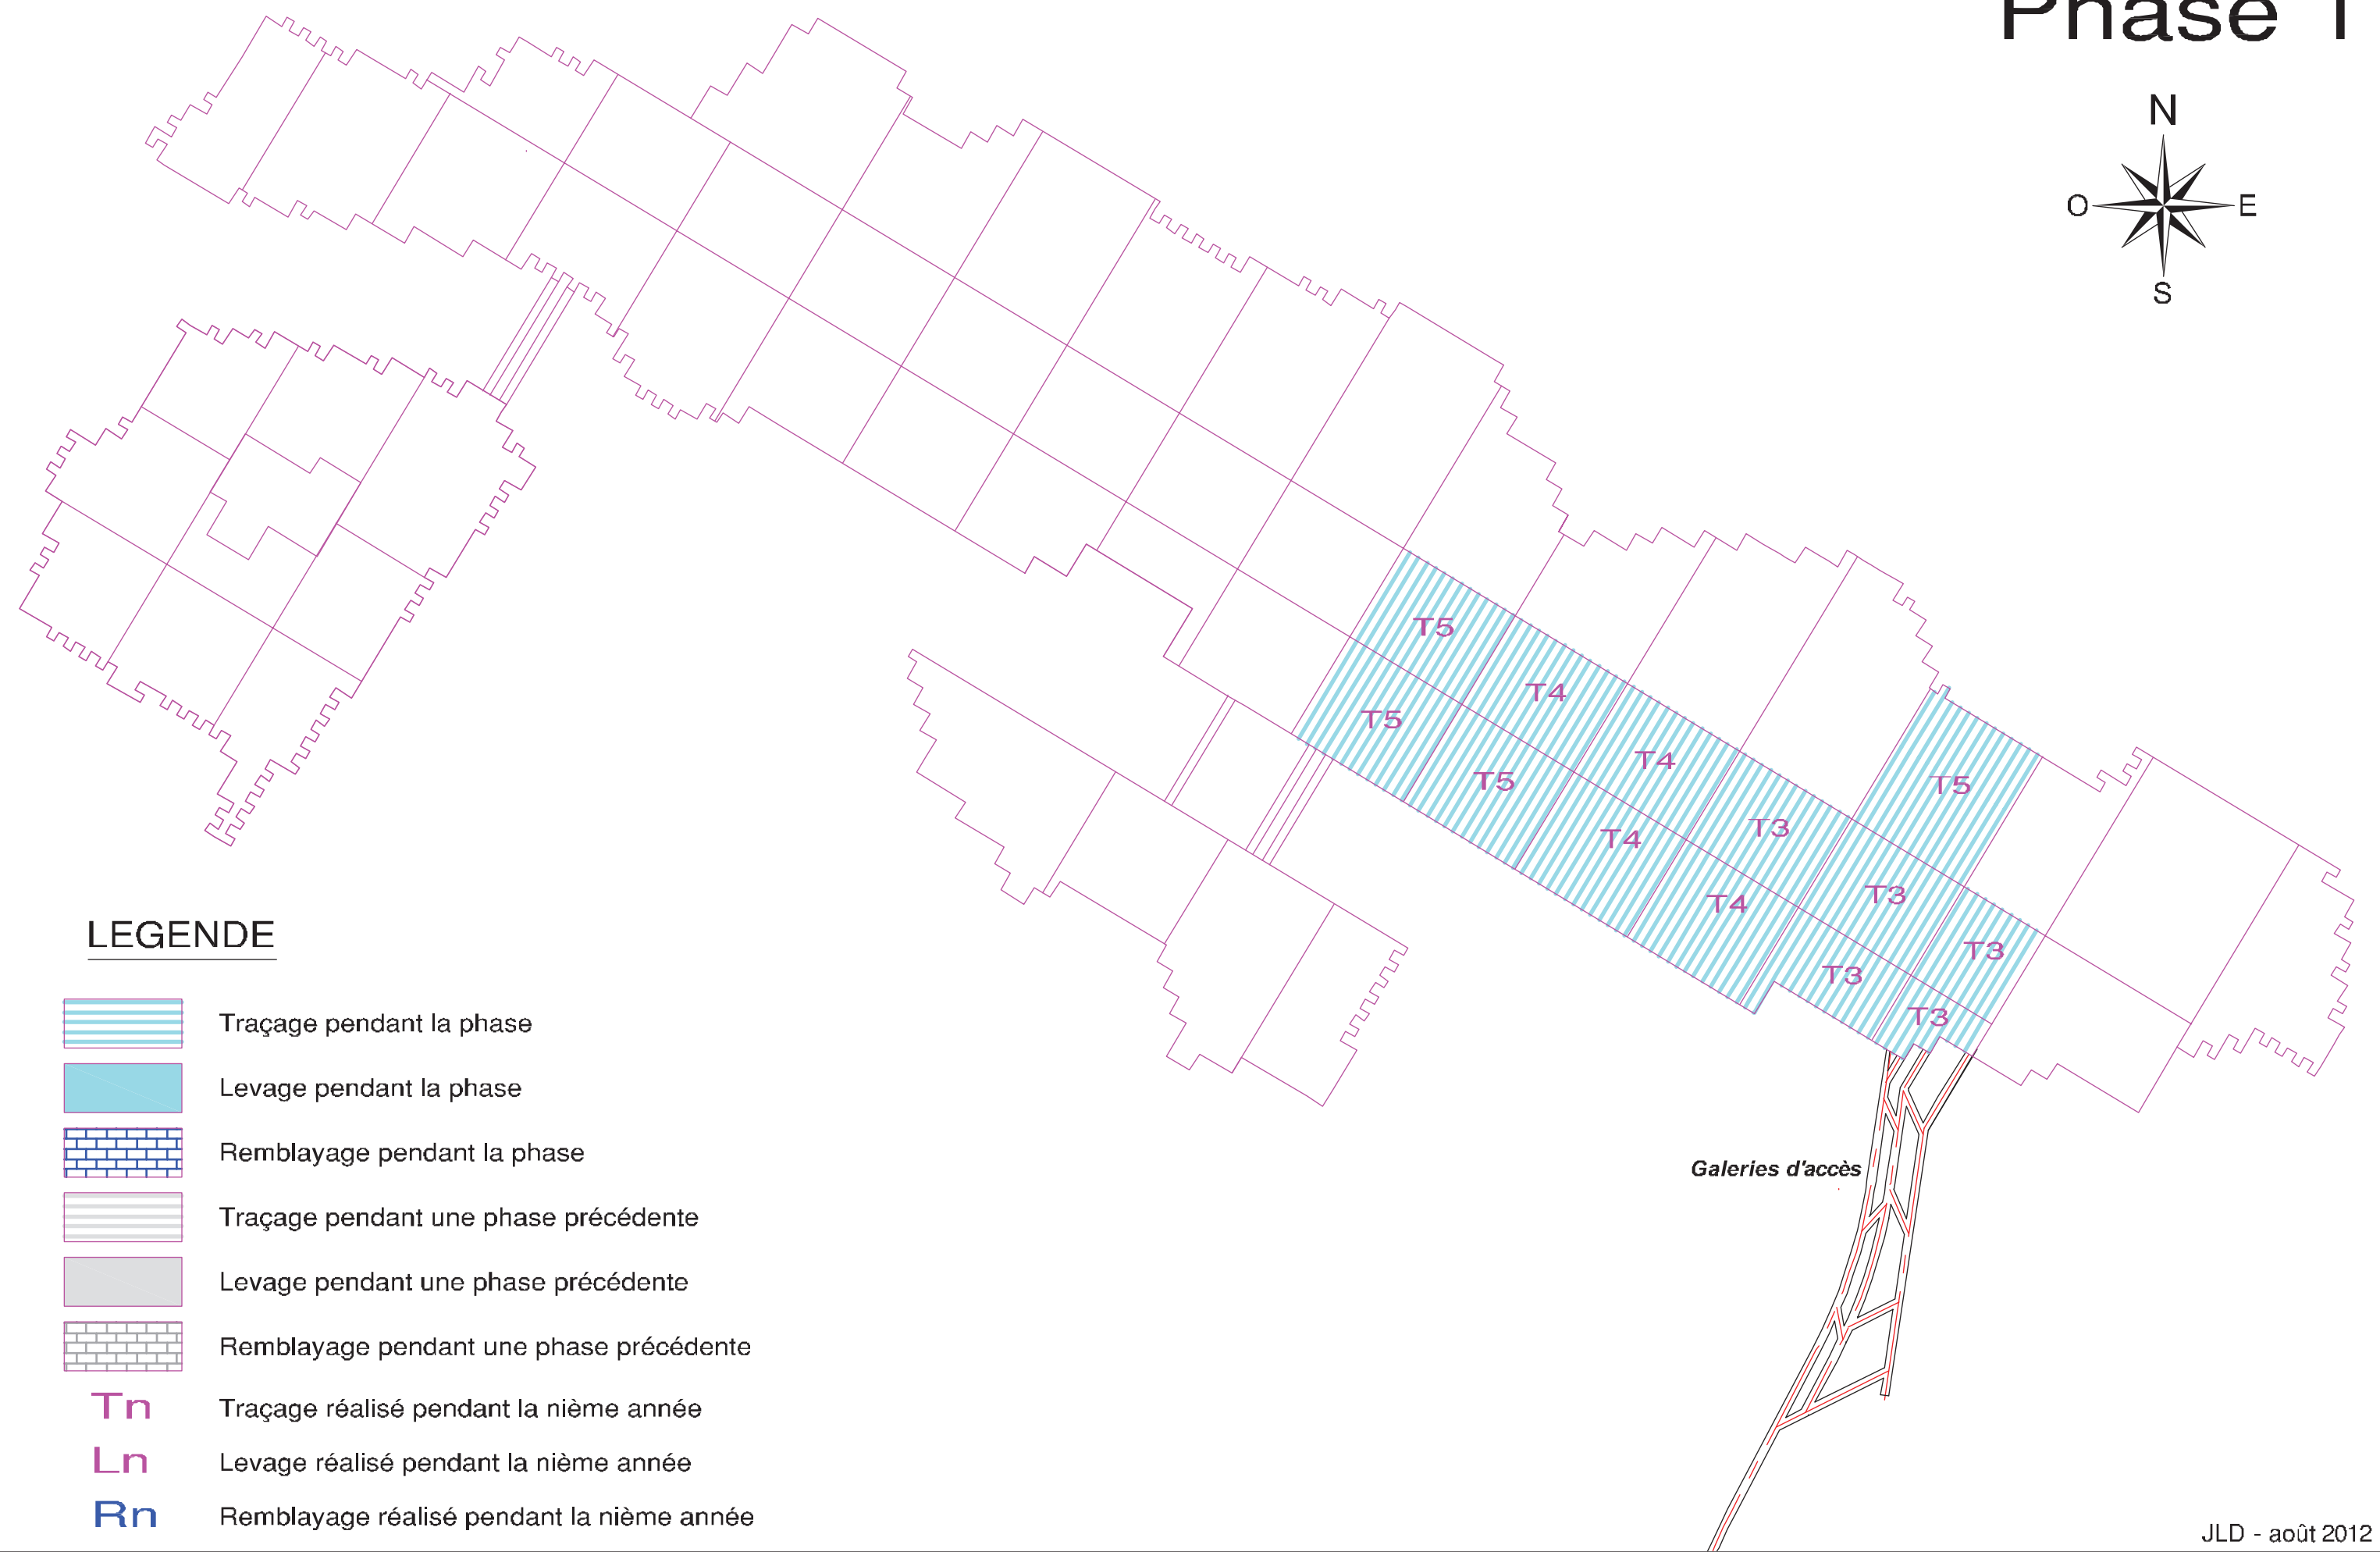 Phase 1
N
O
E
S
T5
T4
T5
T4
T5
T5
T3
T4
T3
T4
T3
T3
T3
Galeries d'accès
LEGENDE
Traçage pendant la phase
Levage pendant la phase
Remblayage pendant la phase
Traçage pendant une phase précédente
Levage pendant une phase précédente
Remblayage pendant une phase précédente
Tn Traçage réalisé pendant la nième année
Ln Levage réalisé pendant la nième année
Rn Remblayage réalisé pendant la nième année
JLD - août 2012